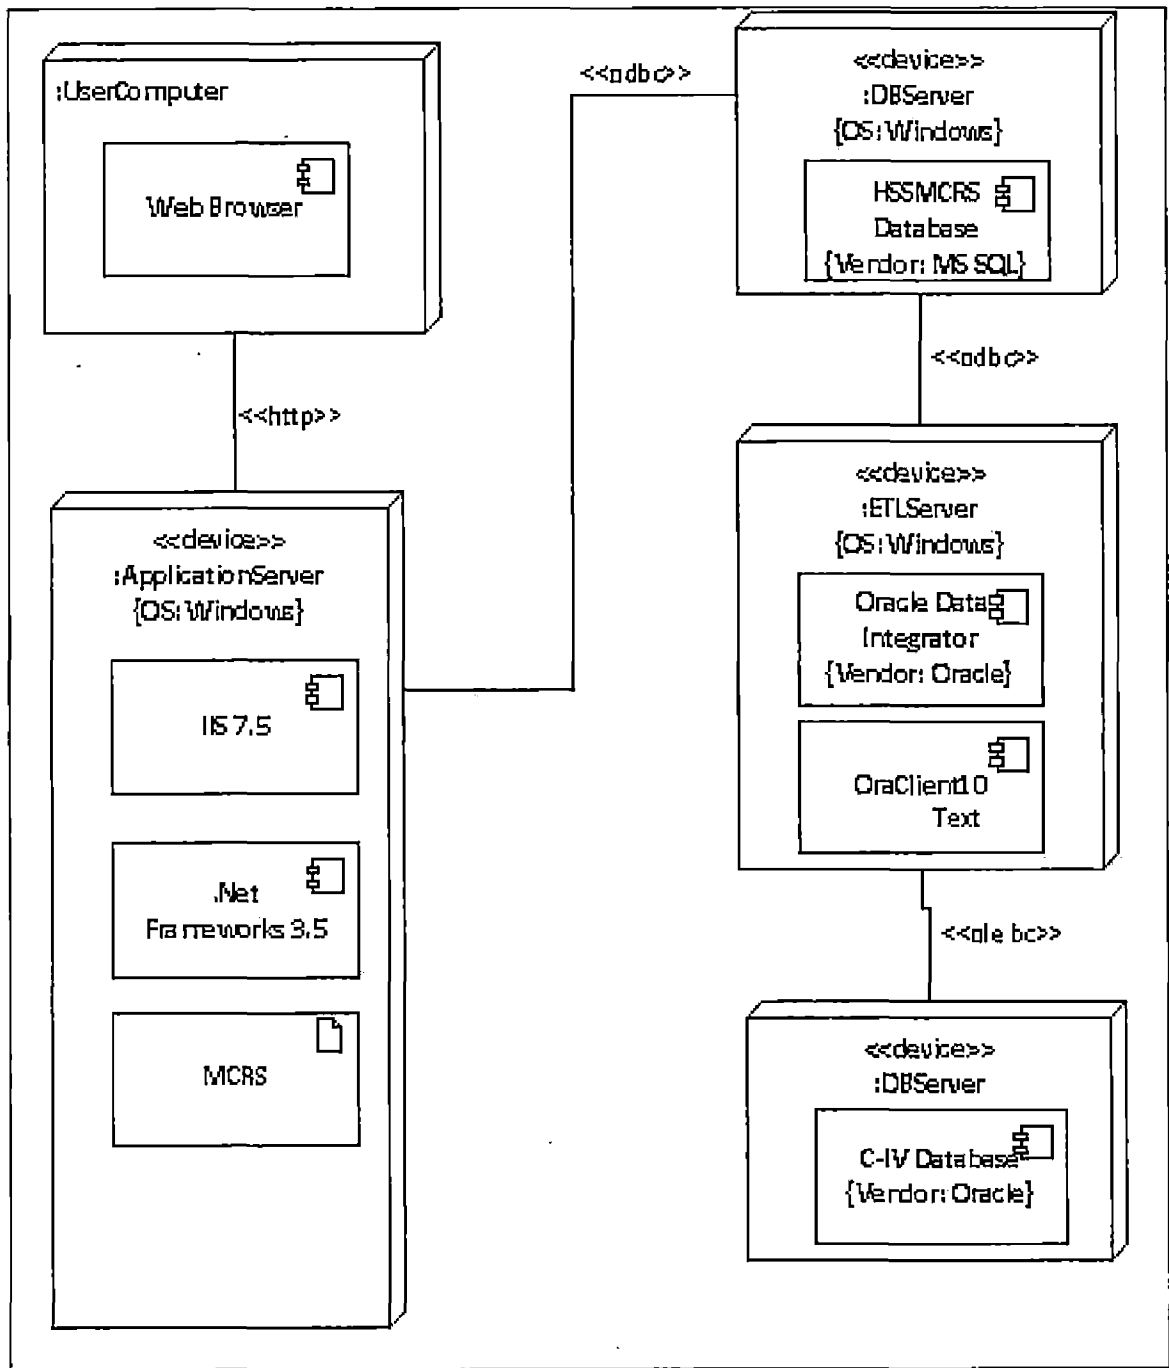 :UserComputer
Web Browser
<<http>>
<<device>>
:ApplicationServer
{OS: Windows}
IIS 7.5
.Net
Frameworks 3.5
MCRS
<<odbc>>
<<device>>
:DBServer
{OS: Windows}
HSSMCRS
Database
{Vendor: MS SQL}
<<odbc>>
<<device>>
:ETLServer
{OS: Windows}
Oracle Data
Integrator
{Vendor: Oracle}
OraClient10
Text
<<ole bc>>
<<device>>
:DBServer
C-IV Database
{Vendor: Oracle}